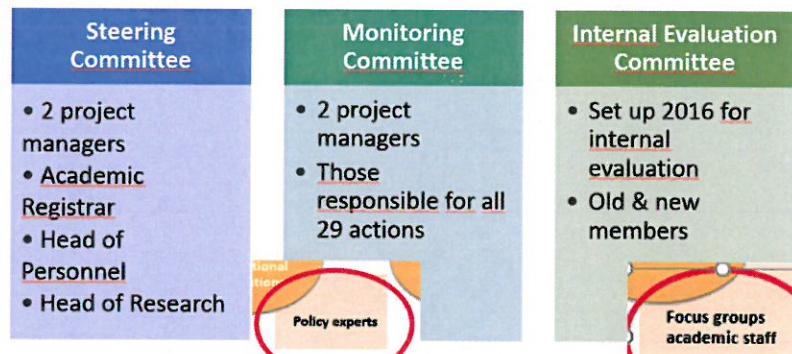 Steering
Committee
• 2 project
managers
• Academic
Registrar
• Head of
Personnel
• Head of Research
Monitoring
Committee
• 2 project
managers
• Those
responsible for all
29 actions
Policy experts
Internal Evaluation
Committee
• Set up 2016 for
internal
evaluation
• Old & new
members
Focus groups
academic staff